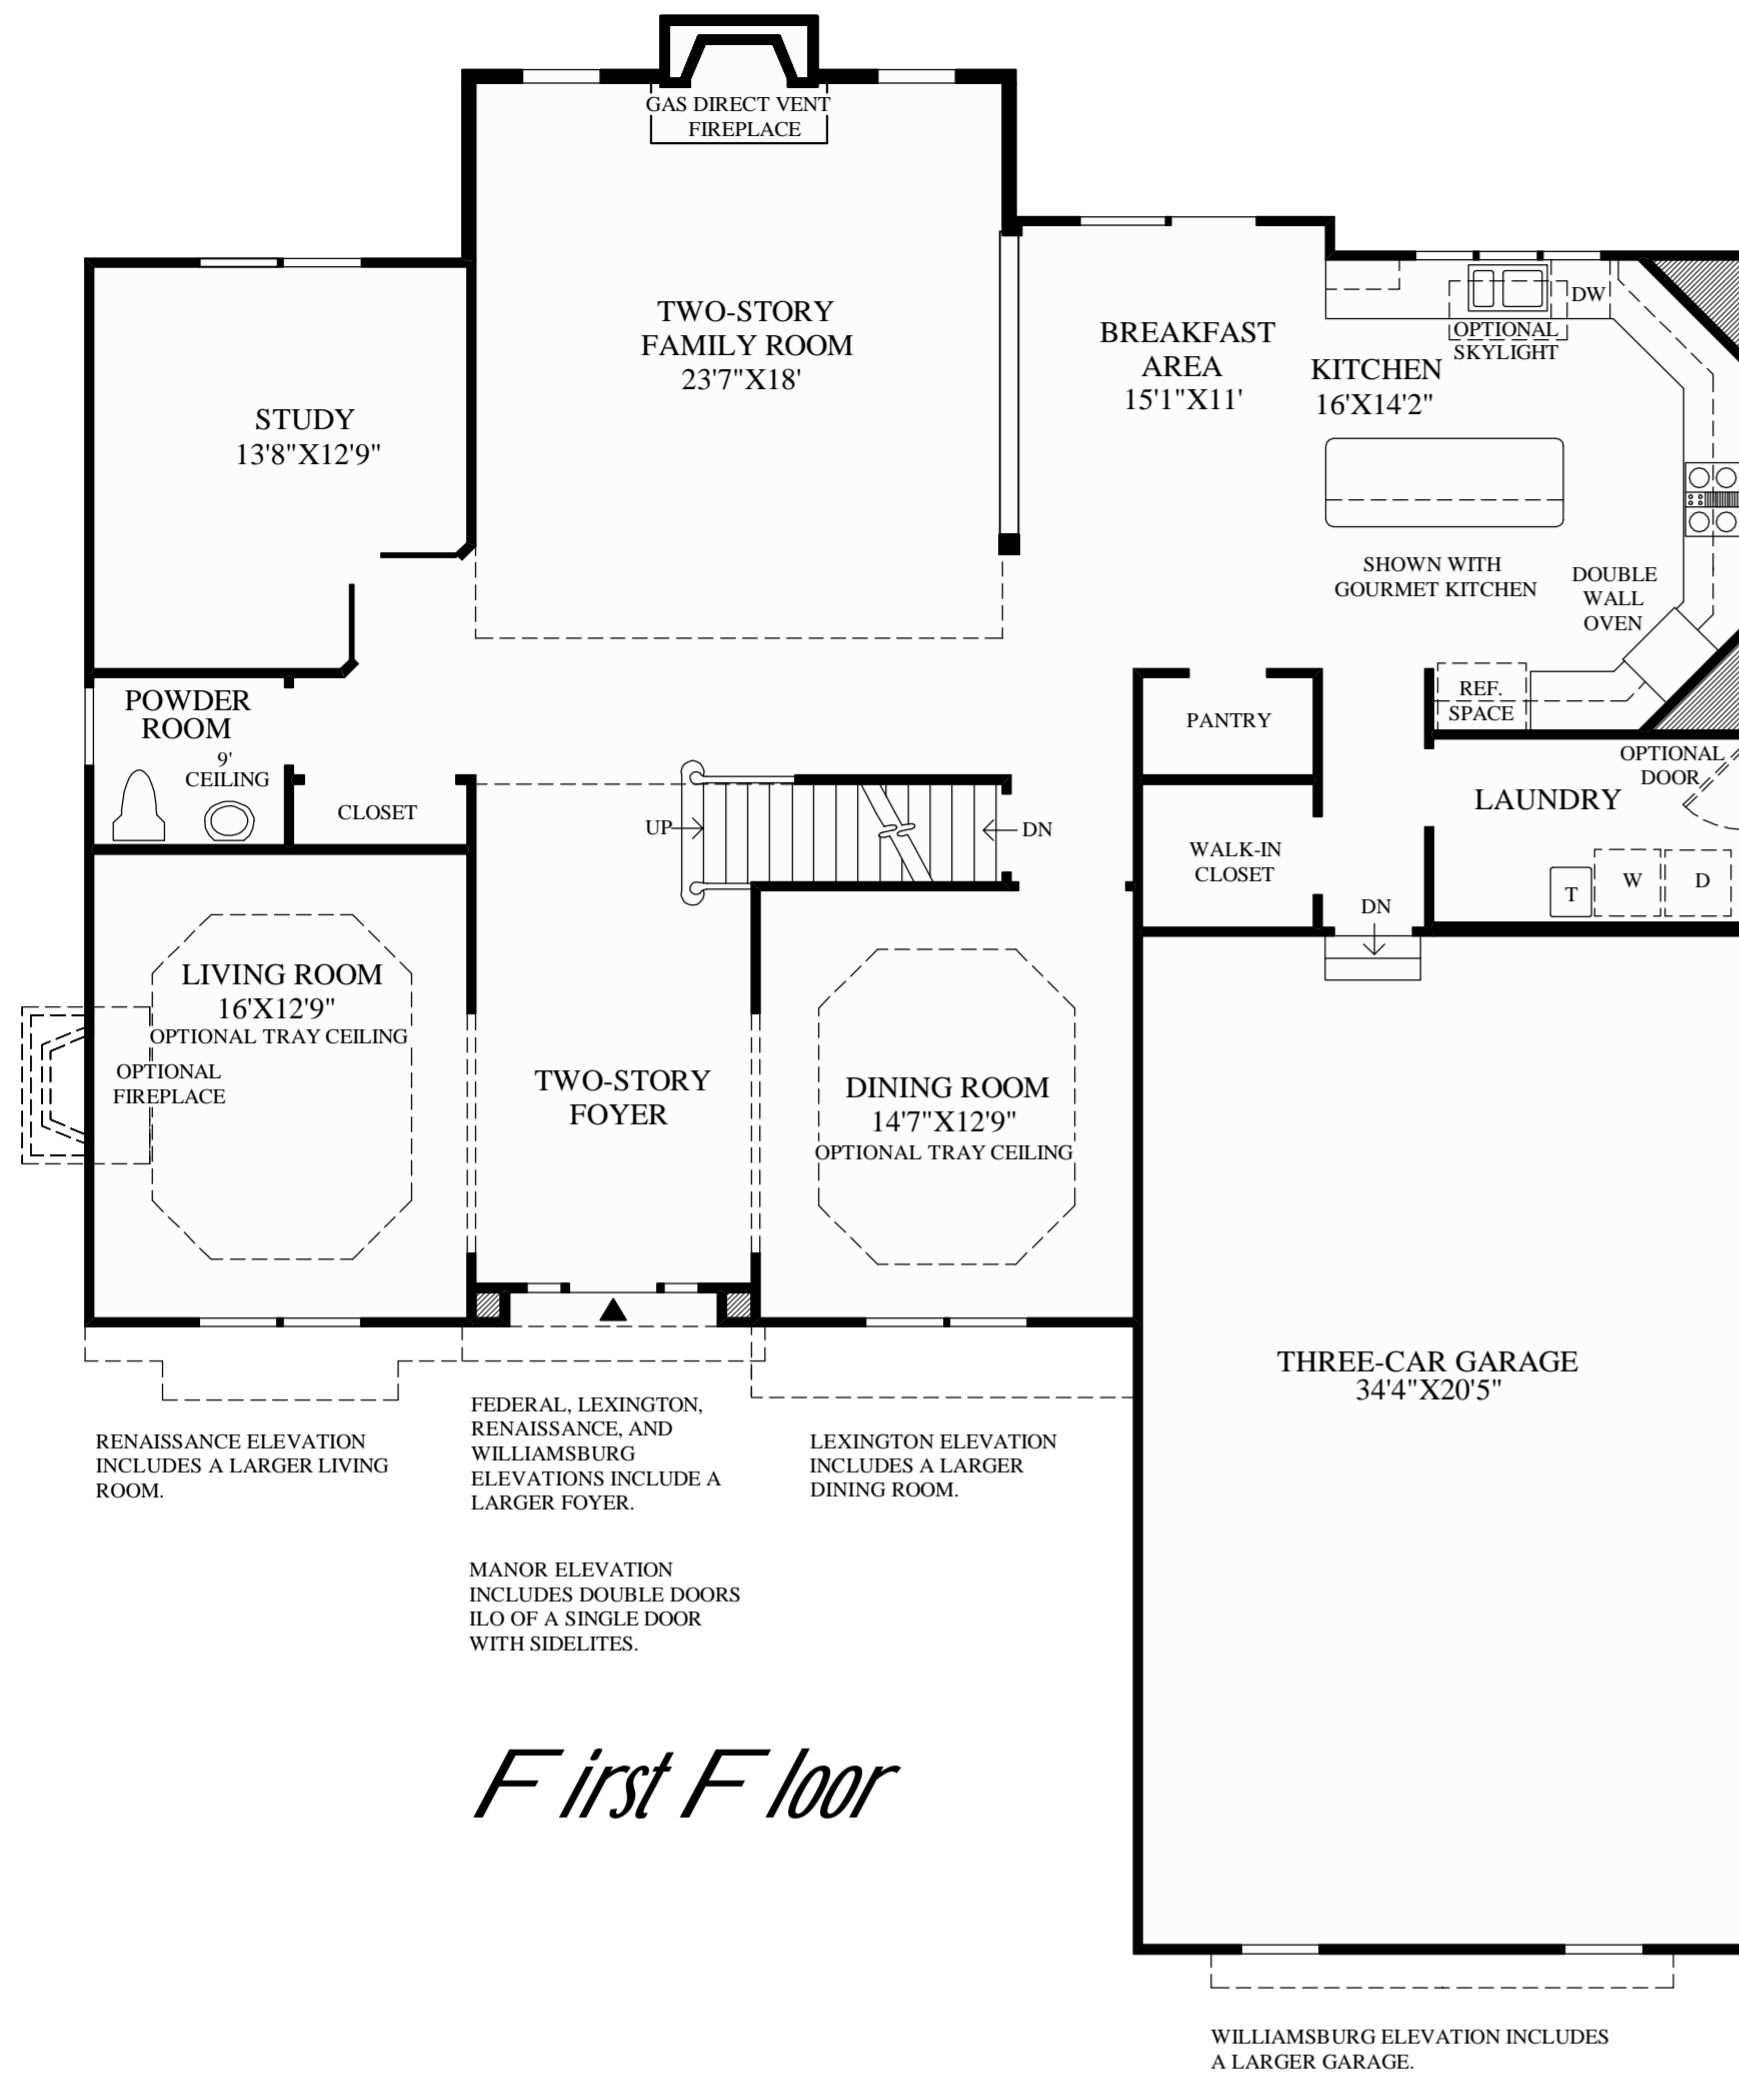 GAS DIRECT VENT
FIREPLACE
TWO-STORY
FAMILY ROOM
23'7"X18'
STUDY
13'8"X12'9"
BREAKFAST
AREA
15'1"X11'
KITCHEN
16'X14'2"
DW
OPTIONAL
SKYLIGHT
SHOWN WITH
GOURMET KITCHEN
DOUBLE
WALL
OVEN
REF.
SPACE
POWDER
ROOM
9'
CEILING
CLOSET
UP
DN
PANTRY
WALK-IN
CLOSET
OPTIONAL
DOOR
LAUNDRY
T
W
D
DN
LIVING ROOM
16'X12'9"
OPTIONAL TRAY CEILING
OPTIONAL
FIREPLACE
TWO-STORY
FOYER
DINING ROOM
14'7"X12'9"
OPTIONAL TRAY CEILING
THREE-CAR GARAGE
34'4"X20'5"
RENAISSANCE ELEVATION
INCLUDES A LARGER LIVING
ROOM.
FEDERAL, LEXINGTON,
RENAISSANCE, AND
WILLIAMSBURG
ELEVATIONS INCLUDE A
LARGER FOYER.
LEXINGTON ELEVATION
INCLUDES A LARGER
DINING ROOM.
MANOR ELEVATION
INCLUDES DOUBLE DOORS
ILO OF A SINGLE DOOR
WITH SIDELITES.
First Floor
WILLIAMSBURG ELEVATION INCLUDES
A LARGER GARAGE.